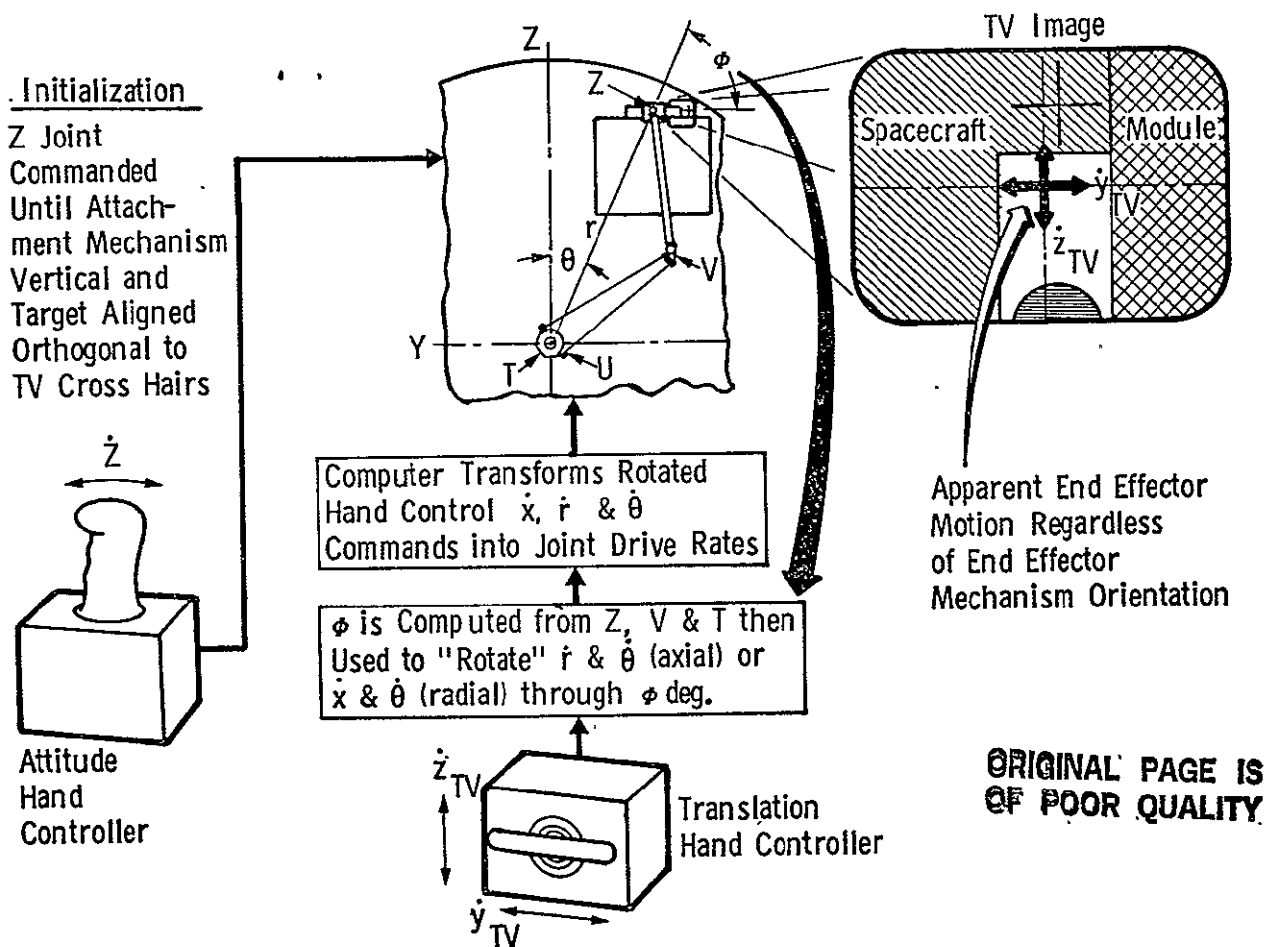 Initialization
Z Joint
Commanded
Until Attach-
ment Mechanism
Vertical and
Target Aligned
Orthogonal to
TV Cross Hairs
Ż
Attitude
Hand
Controller
Z
Z
ϕ
r
θ
V
Y
T
U
TV Image
Spacecraft
Module
ẏTV
żTV
Apparent End Effector
Motion Regardless
of End Effector
Mechanism Orientation
Computer Transforms Rotated
Hand Control ẋ, ṙ & θ̇
Commands into Joint Drive Rates
ϕ is Computed from Z, V & T then
Used to "Rotate" ṙ & θ̇ (axial) or
ẋ & θ̇ (radial) through ϕ deg.
żTV
ẏTV
Translation
Hand Controller
ORIGINAL PAGE IS
OF POOR QUALITY